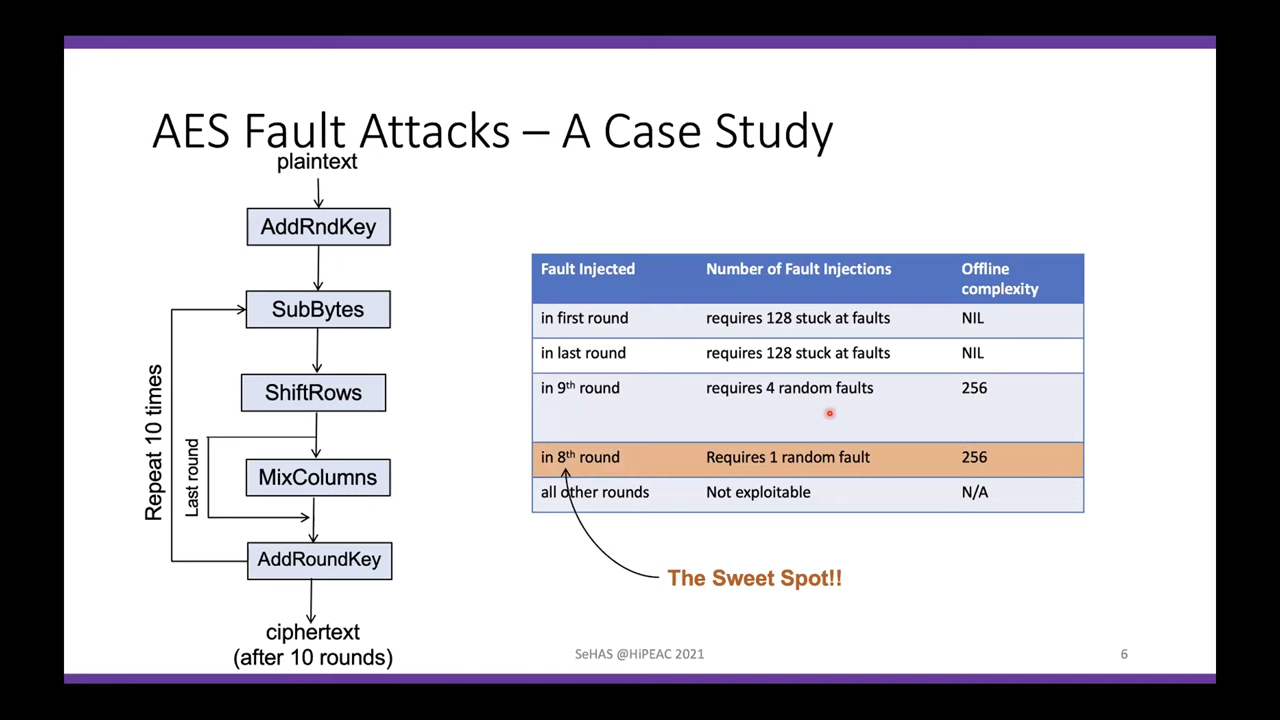 AES Fault Attacks – A Case Study
plaintext
AddRndKey
SubBytes
ShiftRows
MixColumns
AddRoundKey
Repeat 10 times
Last round
ciphertext
(after 10 rounds)
Fault Injected Number of Fault Injections Offline
complexity
in first round requires 128 stuck at faults NIL
in last round requires 128 stuck at faults NIL
in 9th round requires 4 random faults 256
in 8th round Requires 1 random fault 256
all other rounds Not exploitable N/A
The Sweet Spot!!
SeHAS @HiPEAC 2021 6